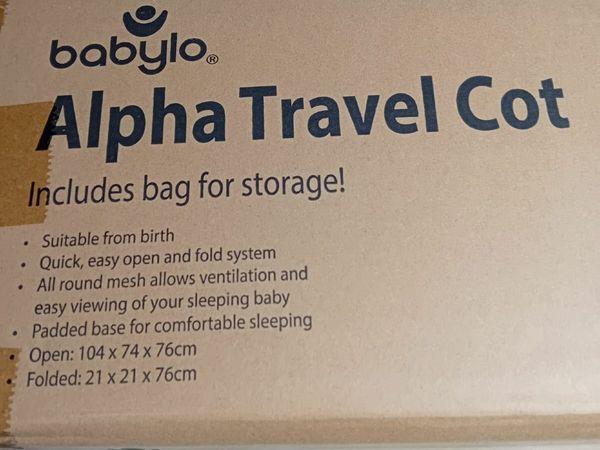 babylo®
Alpha Travel Cot
Includes bag for storage!
• Suitable from birth
• Quick, easy open and fold system
• All round mesh allows ventilation and
easy viewing of your sleeping baby
• Padded base for comfortable sleeping
• Open: 104 x 74 x 76cm
• Folded: 21 x 21 x 76cm